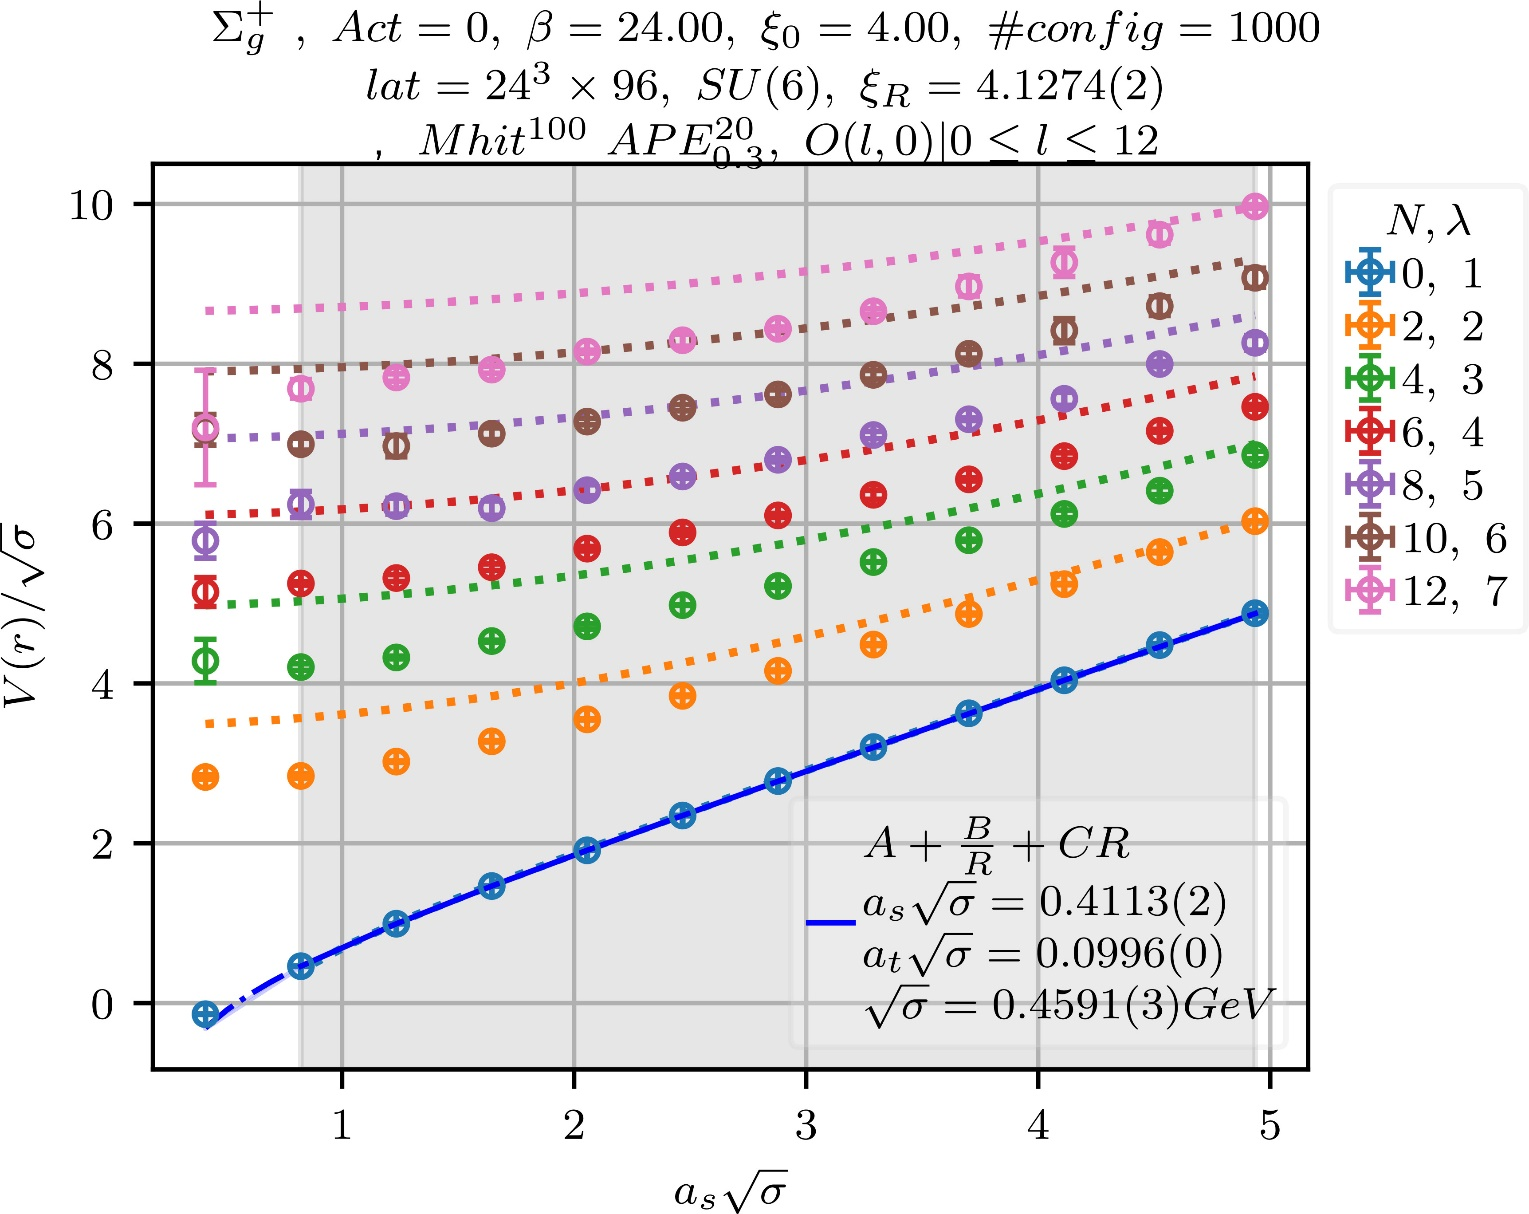 Σ_g^+ , Act = 0, β = 24.00, ξ_0 = 4.00, #config = 1000
lat = 24^3 × 96, SU(6), ξ_R = 4.1274(2)
, Mhit^{100} APE_{0.3}^{20}, O(l, 0)|0 ≤ l ≤ 12
V(r)/√σ
10
8
6
4
2
0
1
2
3
4
5
a_s√σ
N, λ
0, 1
2, 2
4, 3
6, 4
8, 5
10, 6
12, 7
A + B/R + CR
a_s√σ = 0.4113(2)
a_t√σ = 0.0996(0)
√σ = 0.4591(3)GeV